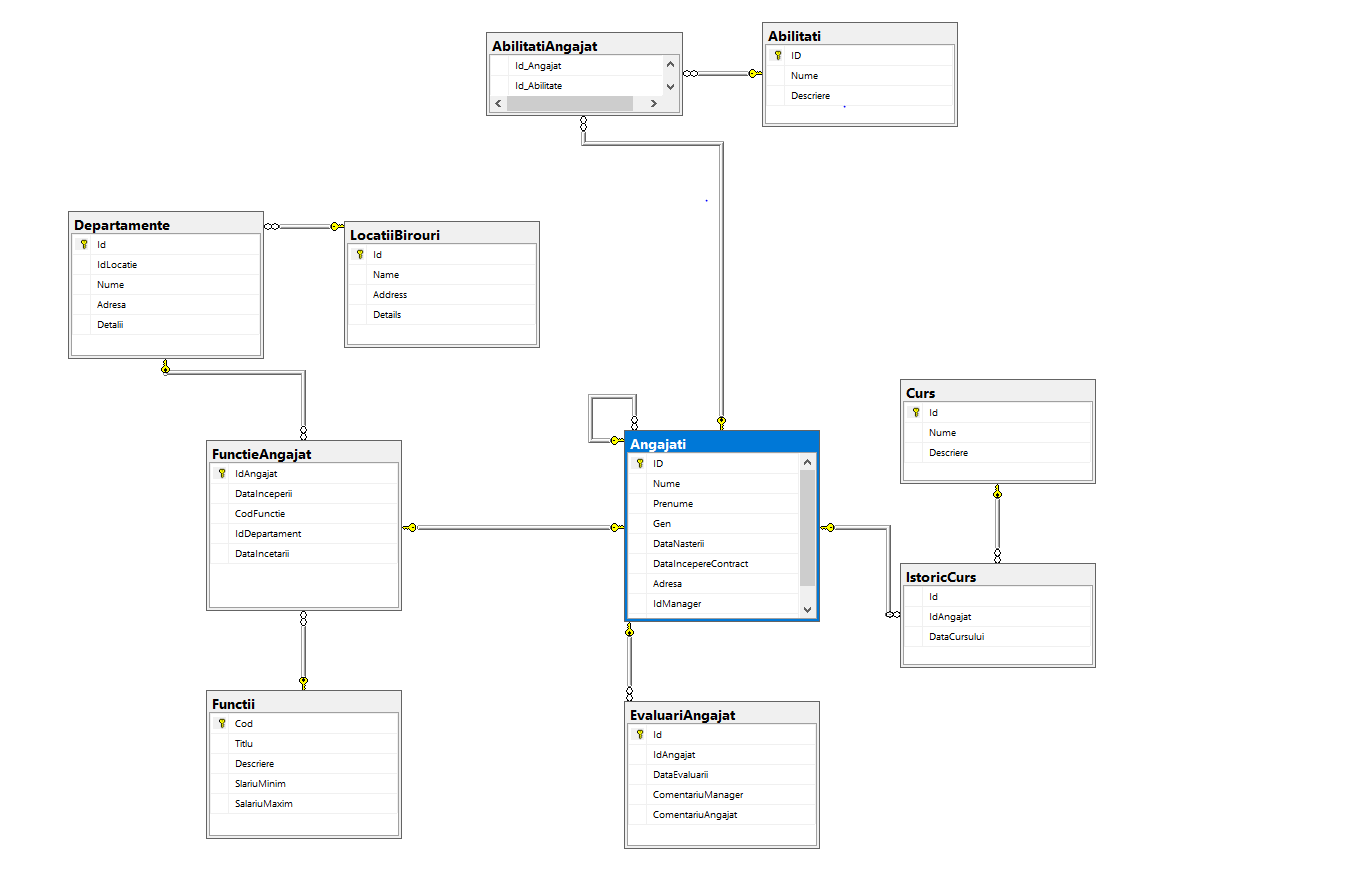 AbilitatiAngajat
Id_Angajat
Id_Abilitate
Abilitati
ID
Nume
Descriere
Departamente
Id
IdLocatie
Nume
Adresa
Detalii
LocatiiBirouri
Id
Name
Address
Details
FunctieAngajat
IdAngajat
DataInceperii
CodFunctie
IdDepartament
DataIncetarii
Angajati
ID
Nume
Prenume
Gen
DataNasterii
DataIncepereContract
Adresa
IdManager
Curs
Id
Nume
Descriere
IstoricCurs
Id
IdAngajat
DataCursului
Functii
Cod
Titlu
Descriere
SlariuMinim
SalariuMaxim
EvaluariAngajat
Id
IdAngajat
DataEvaluarii
ComentariuManager
ComentariuAngajat